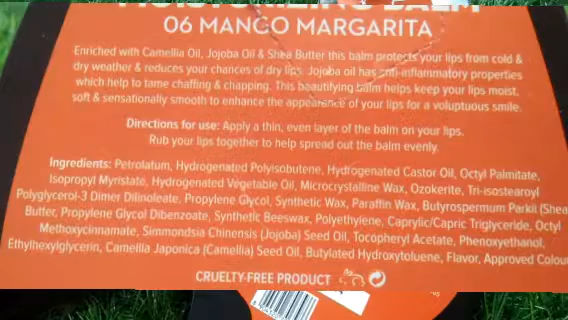 06 MANGO MARGARITA
Enriched with Camellia Oil, Jojoba Oil & Shea Butter this balm protects your lips from cold &
dry weather & reduces your chances of dry lips. Jojoba oil has anti-inflammatory properties
which help to tame chaffing & chapping. This beautifying balm helps keep your lips moist,
soft & sensationally smooth to enhance the appearance of your lips for a voluptuous smile.
Directions for use: Apply a thin, even layer of the balm on your lips.
Rub your lips together to help spread out the balm evenly.
Ingredients: Petrolatum, Hydrogenated Polyisobutene, Hydrogenated Castor Oil, Octyl Palmitate,
Isopropyl Myristate, Hydrogenated Vegetable Oil, Microcrystalline Wax, Ozokerite, Tri-isostearoyl
Polyglycerol-3 Dimer Dilinoleate, Propylene Glycol, Synthetic Wax, Paraffin Wax, Butyrospermum Parkii (Shea
Butter, Propylene Glycol Dibenzoate, Synthetic Beeswax, Polyethylene, Caprylic/Capric Triglyceride, Octyl
Methoxycinnamate, Simmondsia Chinensis (Jojoba) Seed Oil, Tocopheryl Acetate, Phenoxyethanol,
Ethylhexylglycerin, Camellia Japonica (Camellia) Seed Oil, Butylated Hydroxytoluene, Flavor, Approved Colou
CRUELTY-FREE PRODUCT